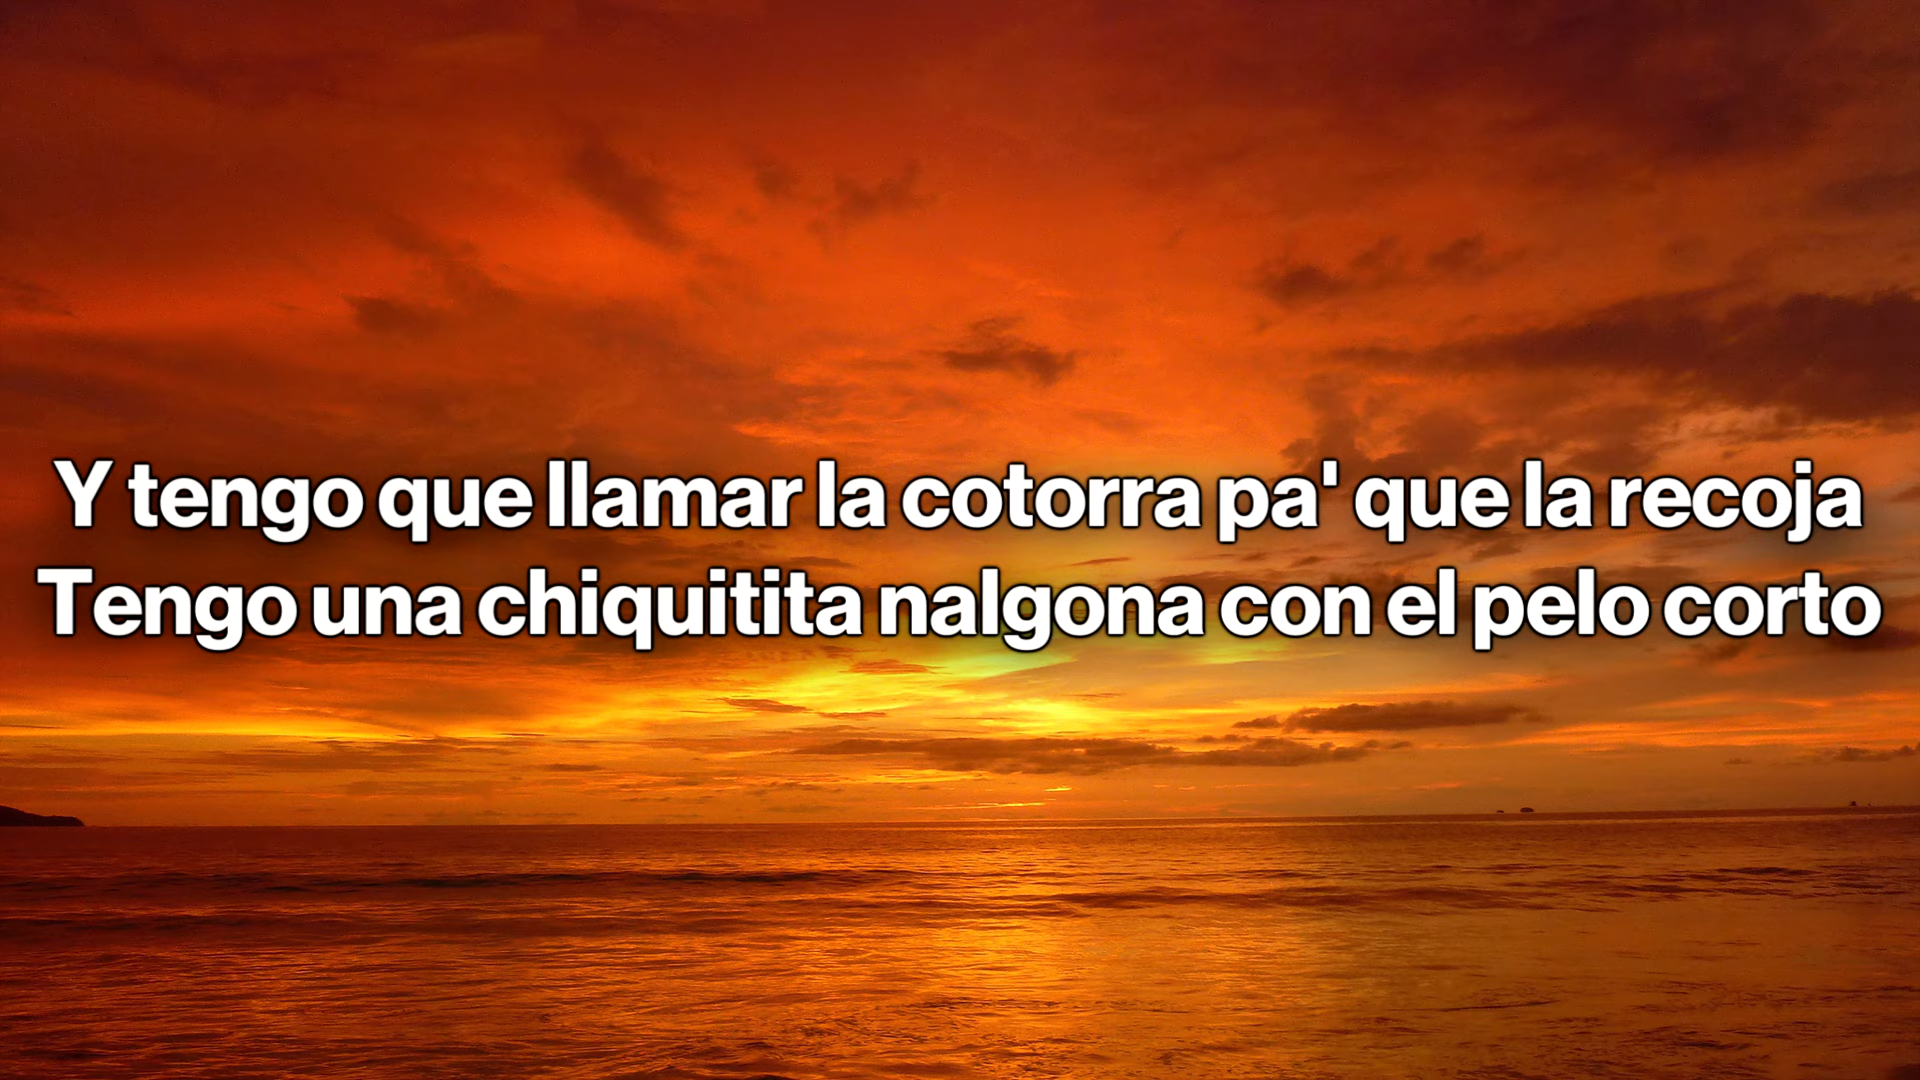 Y tengo que llamar la cotorra pa' que la recoja
Tengo una chiquitita nalgona con el pelo corto